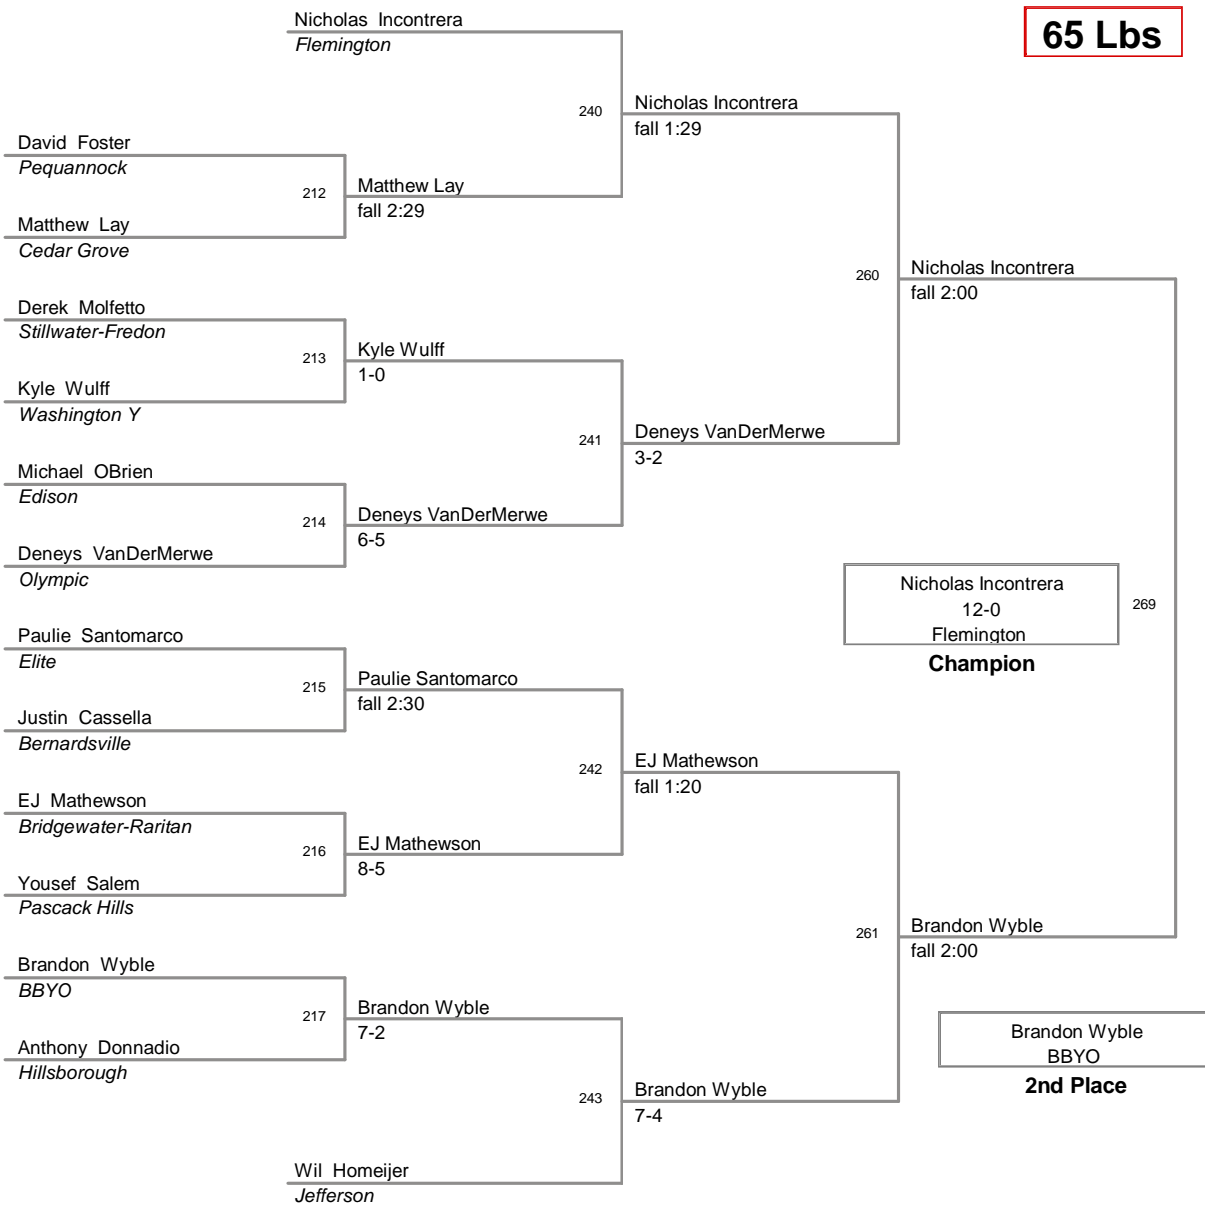 Nicholas Incontrera
Flemington
65 Lbs
240
Nicholas Incontrera
fall 1:29
David Foster
Pequannock
212
Matthew Lay
fall 2:29
Matthew Lay
Cedar Grove
260
Nicholas Incontrera
fall 2:00
Derek Molfetto
Stillwater-Fredon
213
Kyle Wulff
1-0
Kyle Wulff
Washington Y
241
Deneys VanDerMerwe
3-2
Michael OBrien
Edison
214
Deneys VanDerMerwe
6-5
Deneys VanDerMerwe
Olympic
Nicholas Incontrera
12-0
Flemington
269
Champion
Paulie Santomarco
Elite
215
Paulie Santomarco
fall 2:30
Justin Cassella
Bernardsville
242
EJ Mathewson
fall 1:20
EJ Mathewson
Bridgewater-Raritan
216
EJ Mathewson
8-5
Yousef Salem
Pascack Hills
261
Brandon Wyble
fall 2:00
Brandon Wyble
BBYO
217
Brandon Wyble
7-2
Anthony Donnadio
Hillsborough
Brandon Wyble
BBYO
2nd Place
243
Brandon Wyble
7-4
Wil Homeijer
Jefferson